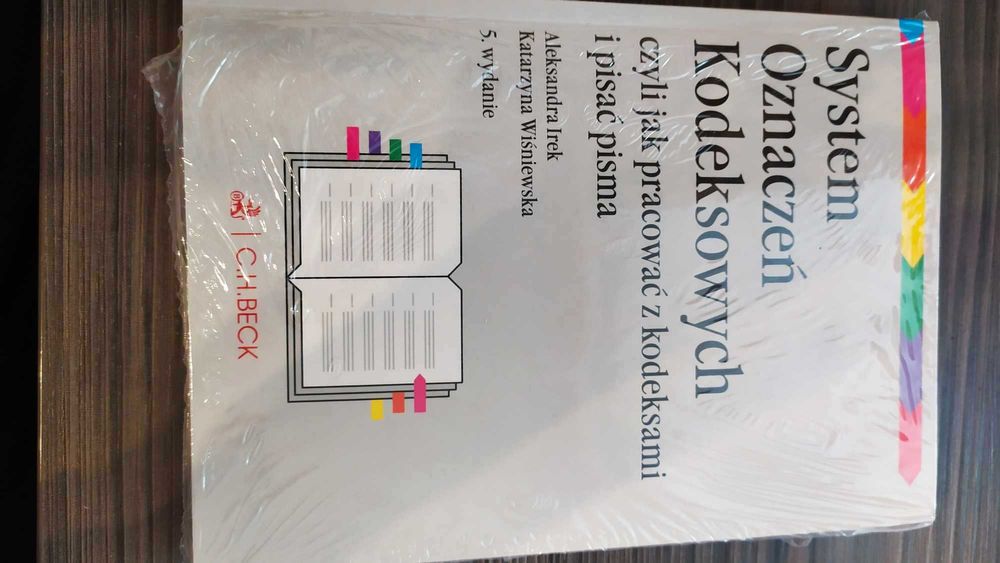 System
Oznaczeń
Kodeksowych
czyli jak pracować z kodeksami
i pisać pisma
Aleksandra Irek
Katarzyna Wiśniewska
5. wydanie
C.H.BECK